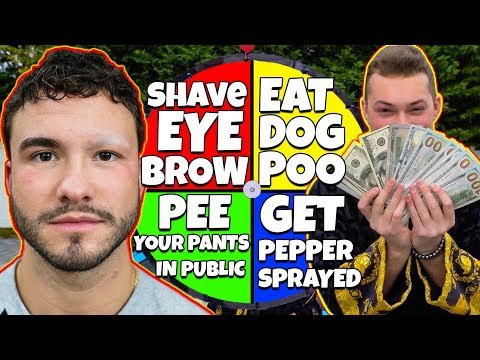 SHAVE
EYE
BROW
EAT
DOG
POO
PEE
YOUR PANTS
IN PUBLIC
GET
PEPPER
SPRAYED